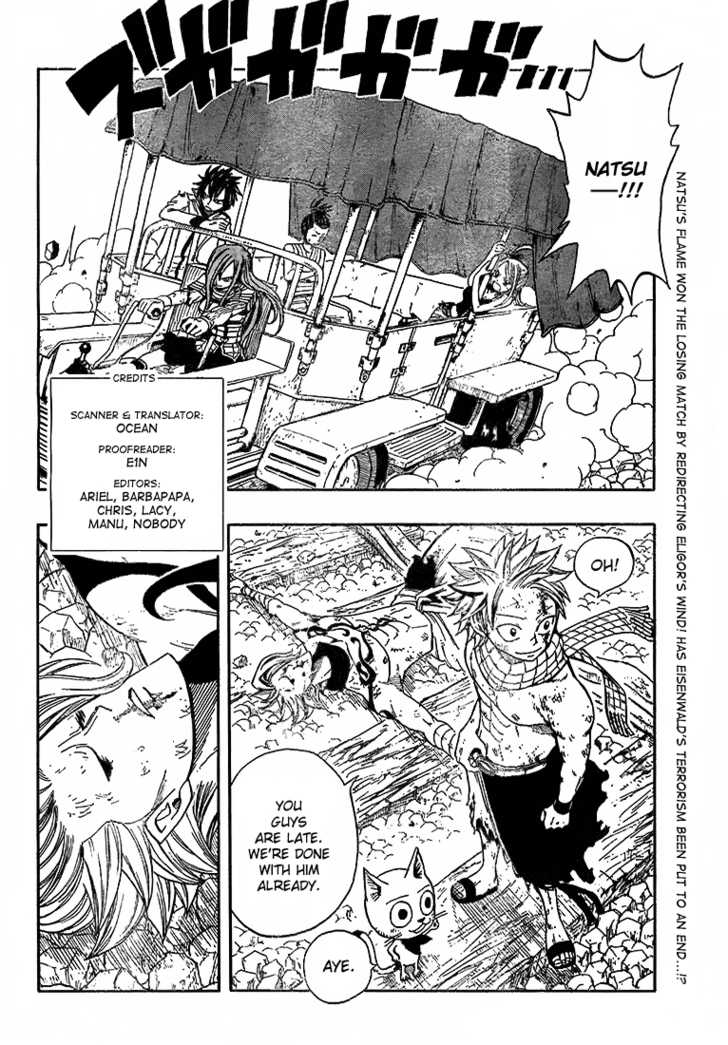 ズガガガガ...
NATSU
—!!!
NATSU'S FLAME WON THE LOSING MATCH BY REDIRECTING ELIGOR'S WIND! HAS EISENWALD'S TERRORISM BEEN PUT TO AN END...!?
CREDITS
SCANNER & TRANSLATOR:
OCEAN
PROOFREADER:
E1N
EDITORS:
ARIEL, BARBAPAPA,
CHRIS, LACY,
MANU, NOBODY
OH!
YOU
GUYS
ARE LATE.
WE'RE DONE
WITH HIM
ALREADY.
AYE.